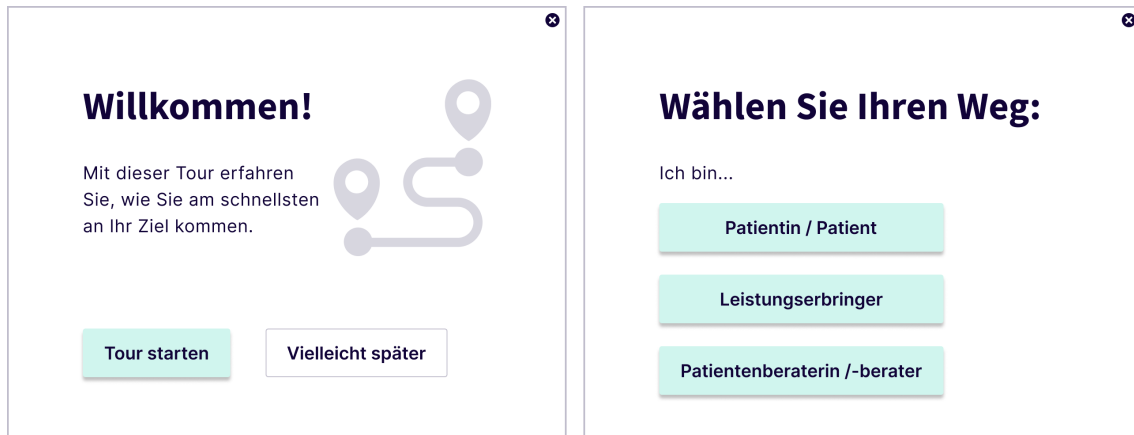 Willkommen!
Mit dieser Tour erfahren
Sie, wie Sie am schnellsten
an Ihr Ziel kommen.
Tour starten
Vielleicht später
Wählen Sie Ihren Weg:
Ich bin...
Patientin / Patient
Leistungserbringer
Patientenberaterin /-berater